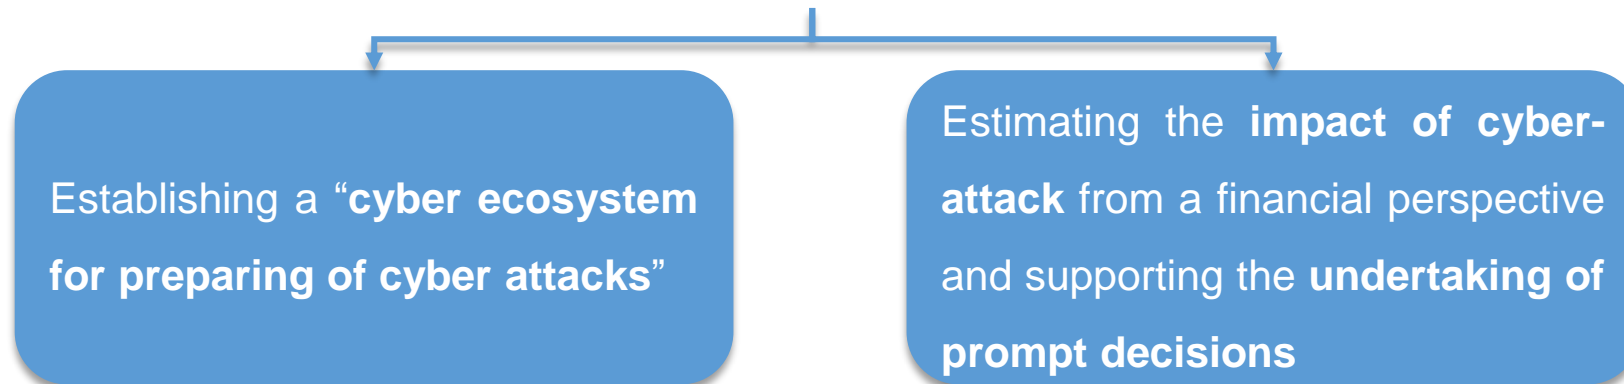 Establishing a “cyber ecosystem
for preparing of cyber attacks”
Estimating the impact of cyber-
attack from a financial perspective
and supporting the undertaking of
prompt decisions